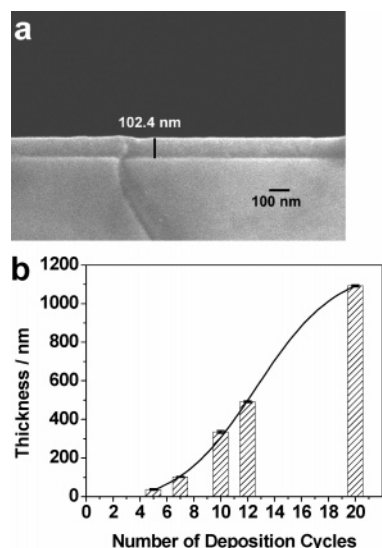 a
102.4 nm
100 nm
b
1200
1000
800
600
400
200
0
Thickness / nm
0 2 4 6 8 10 12 14 16 18 20
Number of Deposition Cycles